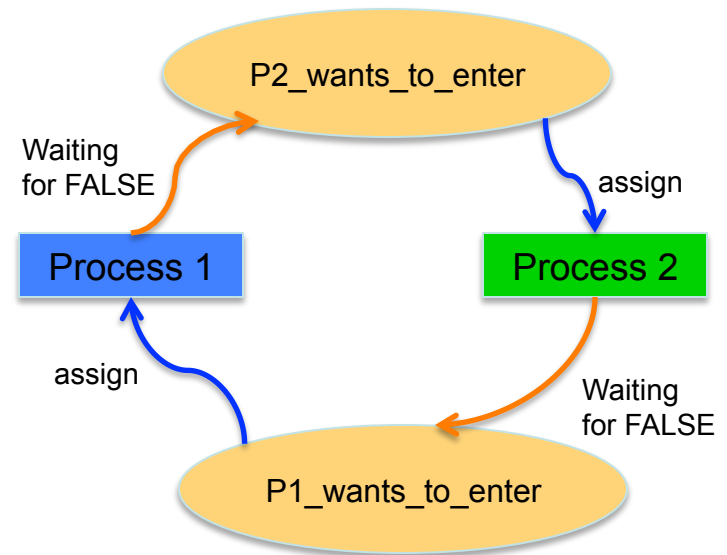 P2_wants_to_enter
Waiting
for FALSE
assign
Process 1
Process 2
assign
Waiting
for FALSE
P1_wants_to_enter